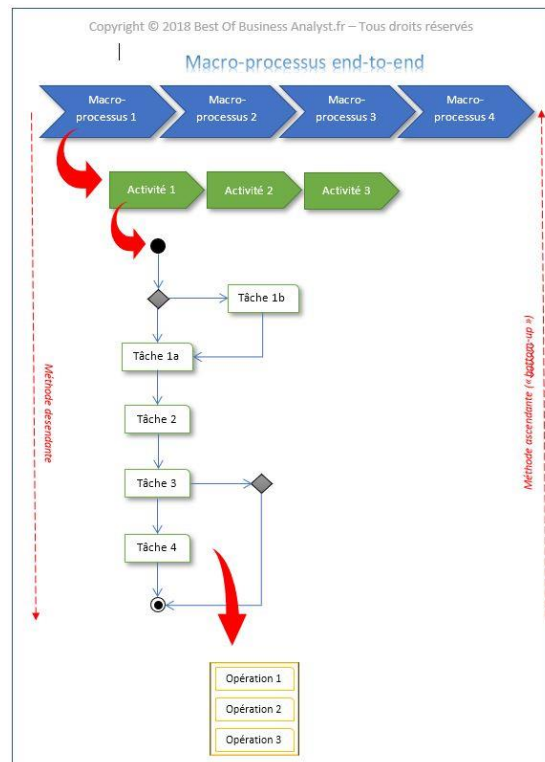 Copyright © 2018 Best Of Business Analyst.fr – Tous droits réservés
Macro-processus end-to-end
Macro-
processus 1
Macro-
processus 2
Macro-
processus 3
Macro-
processus 4
Activité 1
Activité 2
Activité 3
Tâche 1b
Tâche 1a
Tâche 2
Tâche 3
Tâche 4
Méthode desendante
Méthode ascendante (« bottom-up »)
Opération 1
Opération 2
Opération 3